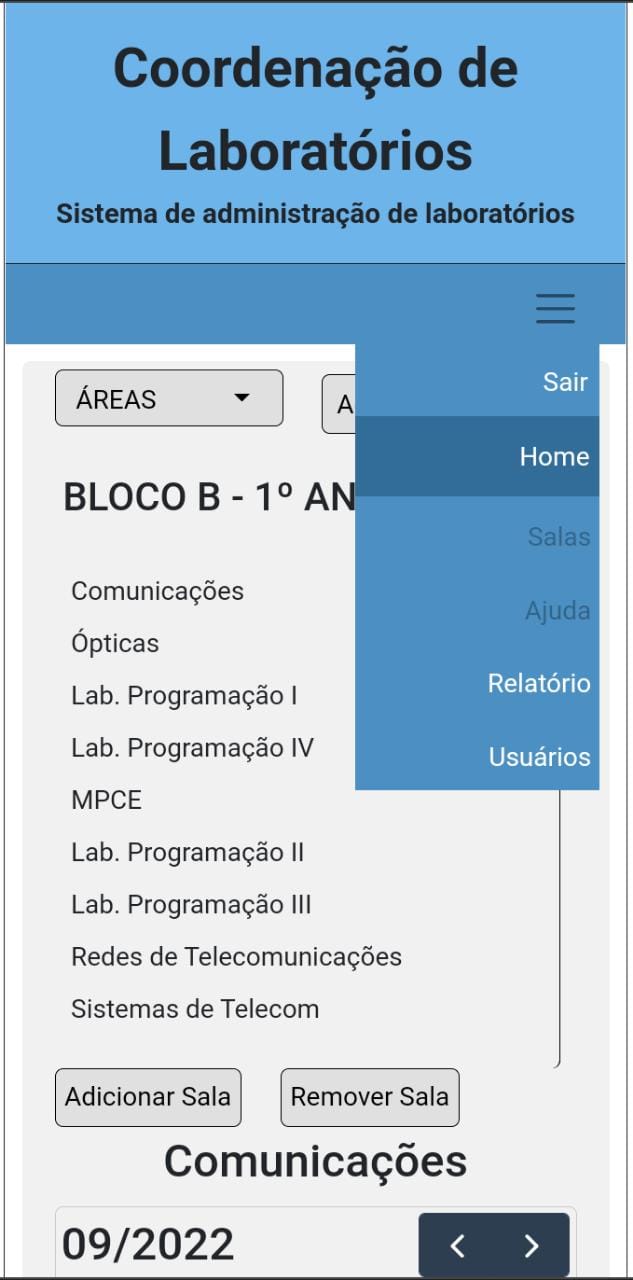 Coordenação de
Laboratórios
Sistema de administração de laboratórios
Sair
ÁREAS
A
Home
BLOCO B - 1º AN
Salas
Comunicações
Ajuda
Ópticas
Relatório
Lab. Programação I
Lab. Programação IV
Usuários
MPCE
Lab. Programação II
Lab. Programação III
Redes de Telecomunicações
Sistemas de Telecom
Adicionar Sala Remover Sala
Comunicações
09/2022